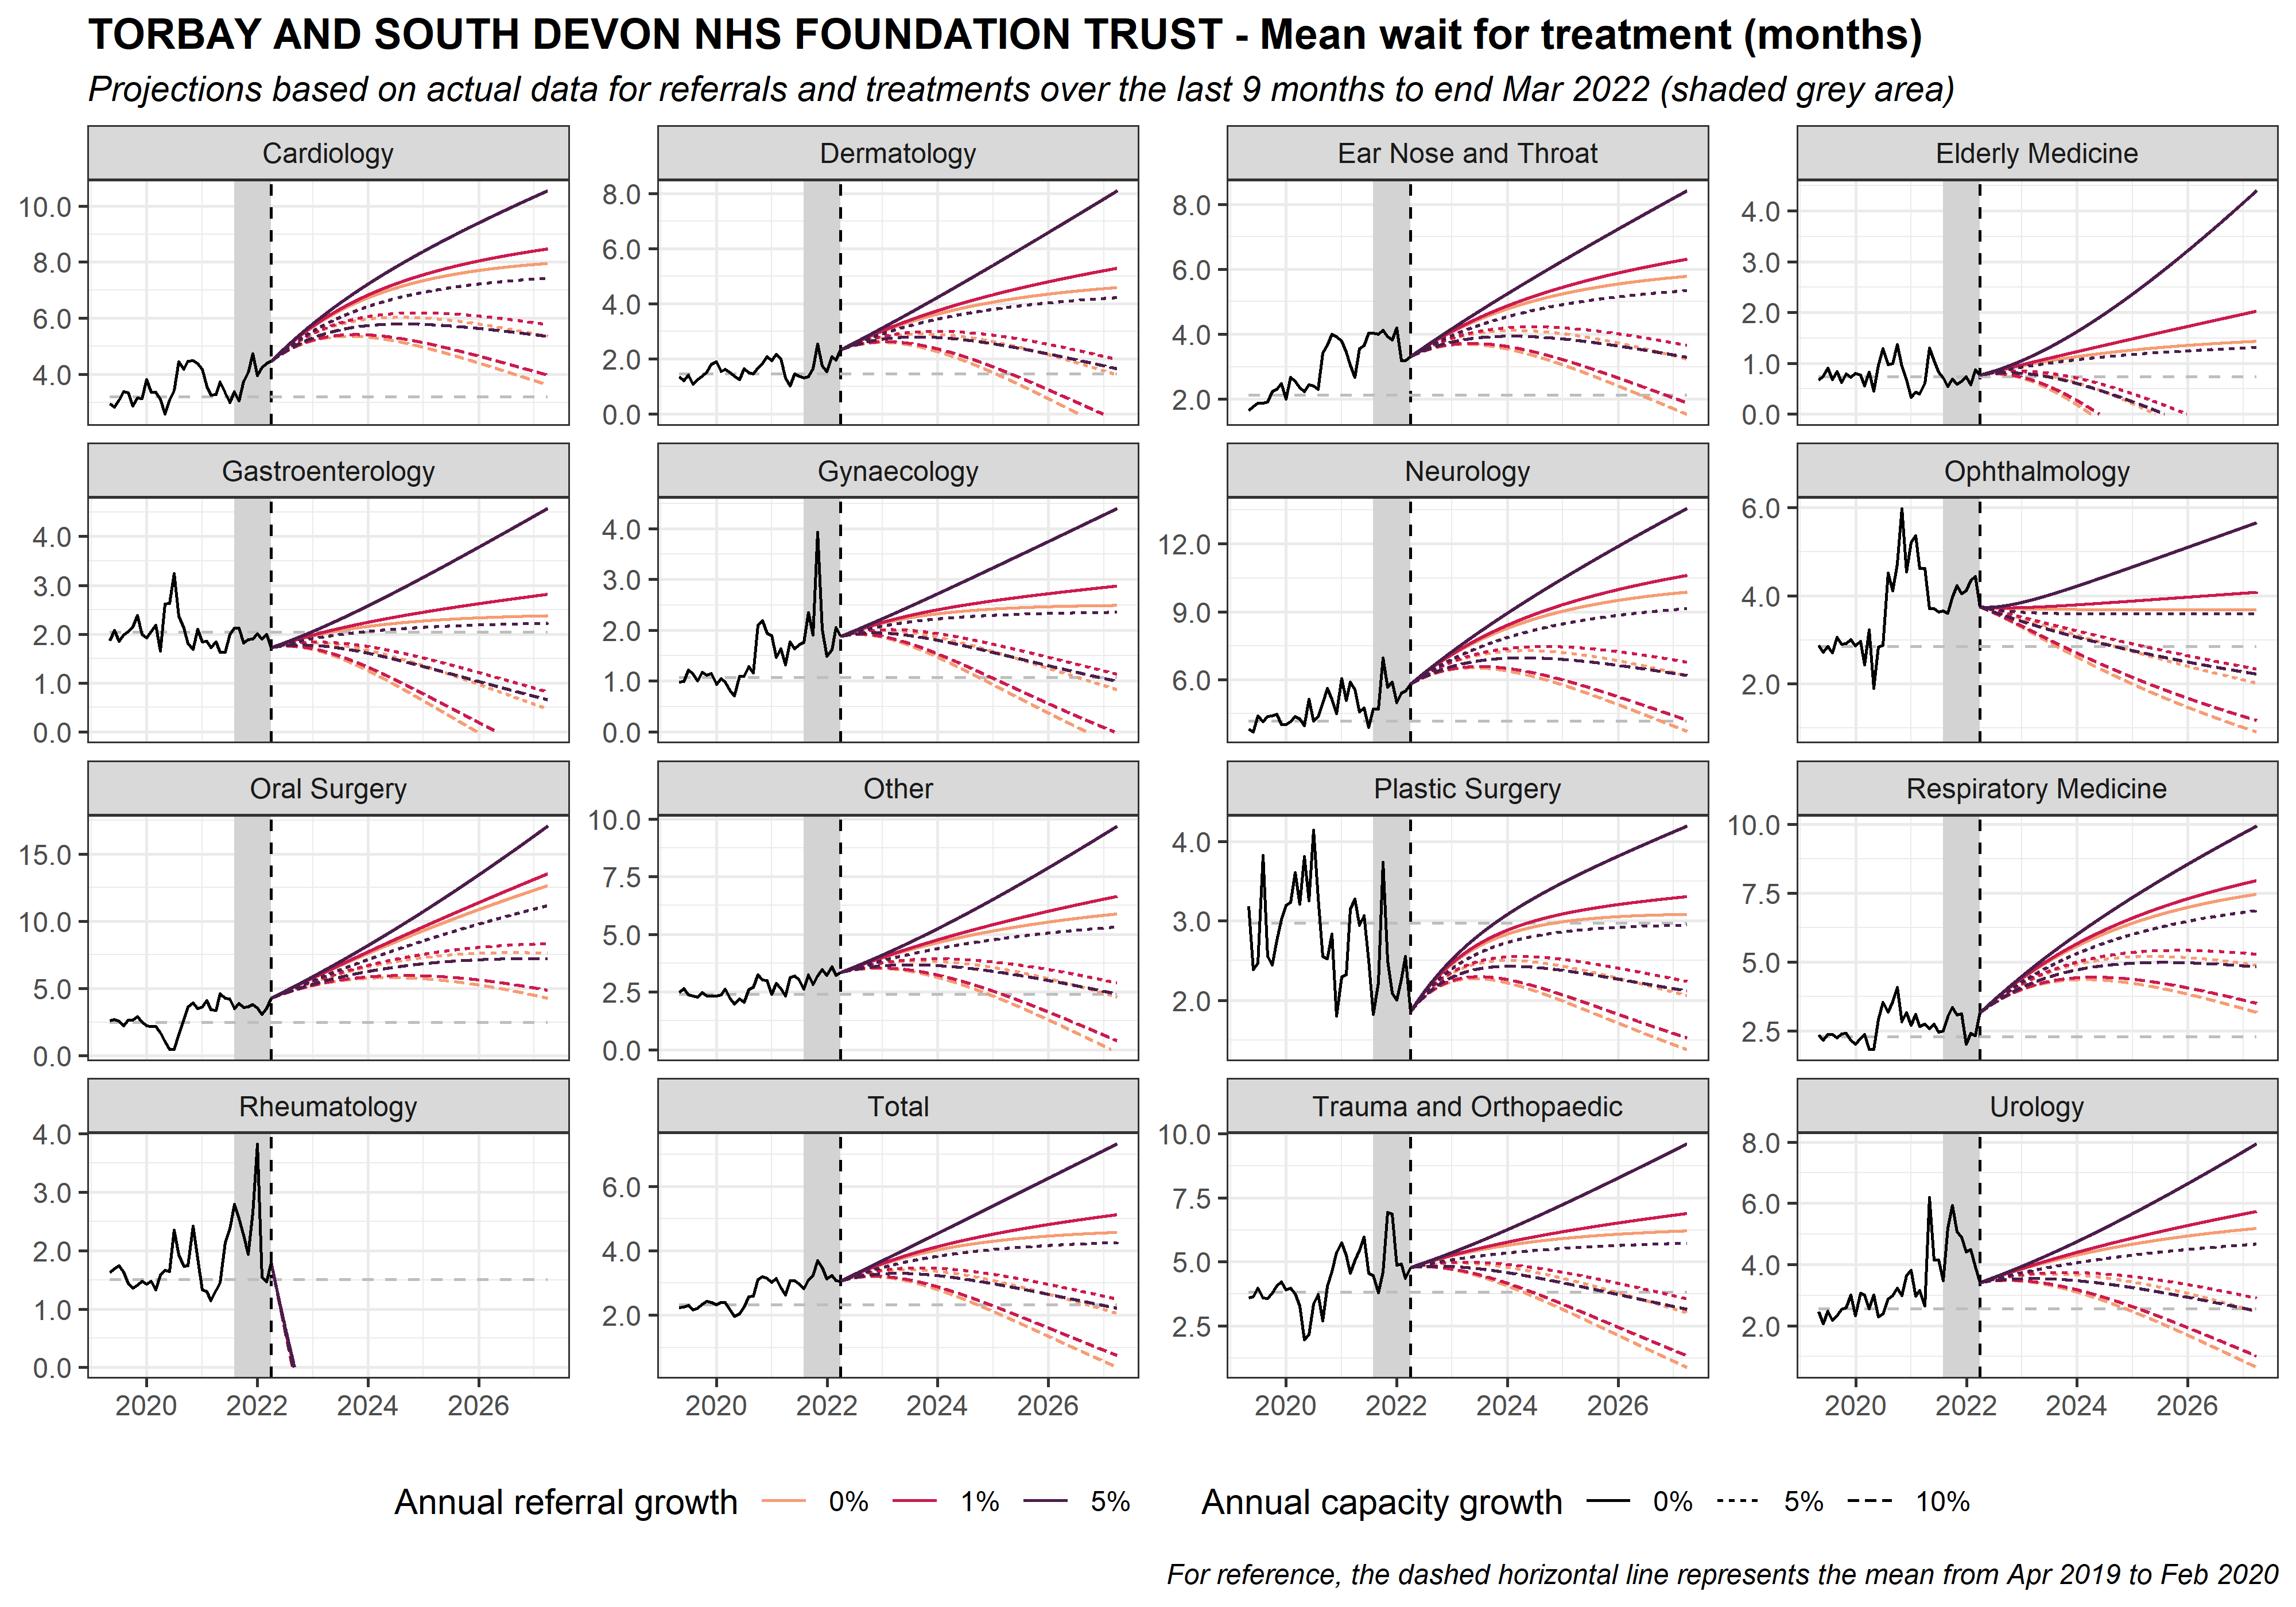 TORBAY AND SOUTH DEVON NHS FOUNDATION TRUST - Mean wait for treatment (months)
Projections based on actual data for referrals and treatments over the last 9 months to end Mar 2022 (shaded grey area)
Cardiology
10.0
8.0
6.0
4.0
Dermatology
8.0
6.0
4.0
2.0
0.0
Ear Nose and Throat
8.0
6.0
4.0
2.0
Elderly Medicine
4.0
3.0
2.0
1.0
0.0
Gastroenterology
4.0
3.0
2.0
1.0
0.0
Gynaecology
4.0
3.0
2.0
1.0
0.0
Neurology
12.0
9.0
6.0
Ophthalmology
6.0
4.0
2.0
Oral Surgery
15.0
10.0
5.0
0.0
Other
10.0
7.5
5.0
2.5
0.0
Plastic Surgery
4.0
3.0
2.0
Respiratory Medicine
10.0
7.5
5.0
2.5
Rheumatology
4.0
3.0
2.0
1.0
0.0
2020 2022 2024 2026
Total
6.0
4.0
2.0
2020 2022 2024 2026
Trauma and Orthopaedic
10.0
7.5
5.0
2.5
2020 2022 2024 2026
Urology
8.0
6.0
4.0
2.0
2020 2022 2024 2026
Annual referral growth 0% 1% 5% Annual capacity growth 0% 5% 10%
For reference, the dashed horizontal line represents the mean from Apr 2019 to Feb 2020